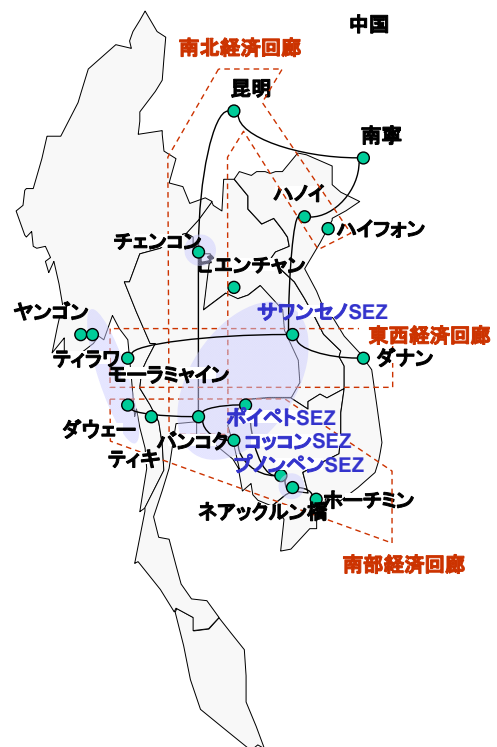 中国
南北経済回廊
昆明
南寧
ハノイ
ハイフォン
チェンコン
ビエンチャン
ヤンゴン
サワンセノSEZ
東西経済回廊
ティラワ
モーラミャイン
ダナン
ダウェー
ポイペトSEZ
バンコク
コッコンSEZ
ティキ
プノンペンSEZ
ネアックルン橋
ホーチミン
南部経済回廊